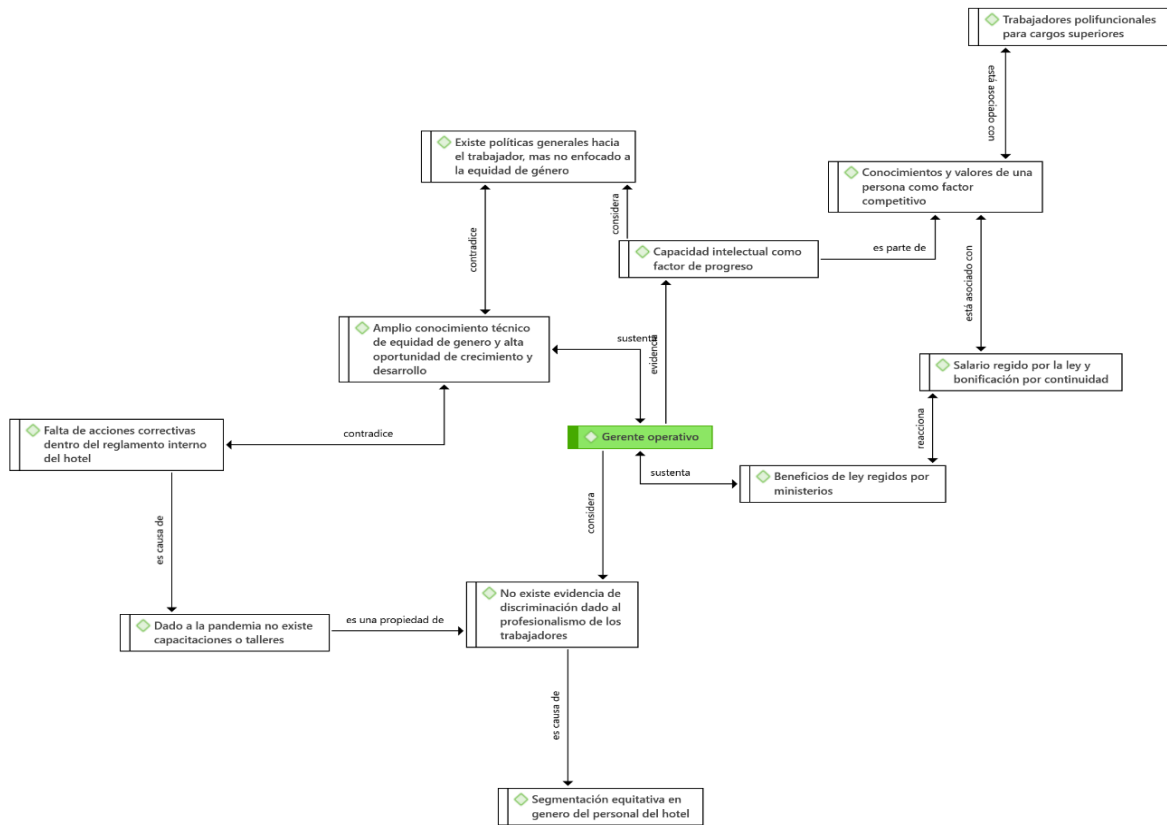 Trabajadores polifuncionales
para cargos superiores
está asociado con
Existe políticas generales hacia
el trabajador, mas no enfocado a
la equidad de género
Conocimientos y valores de una
persona como factor
competitivo
considera
contradice
Capacidad intelectual como
factor de progreso
es parte de
está asociado con
Amplio conocimiento técnico
de equidad de genero y alta
oportunidad de crecimiento y
desarrollo
sustenta
evidencia
Salario regido por la ley y
bonificación por continuidad
Falta de acciones correctivas
dentro del reglamento interno
del hotel
contradice
Gerente operativo
reacciona
sustenta
Beneficios de ley regidos por
ministerios
es causa de
considera
Dado a la pandemia no existe
capacitaciones o talleres
es una propiedad de
No existe evidencia de
discriminación dado al
profesionalismo de los
trabajadores
es causa de
Segmentación equitativa en
genero del personal del hotel